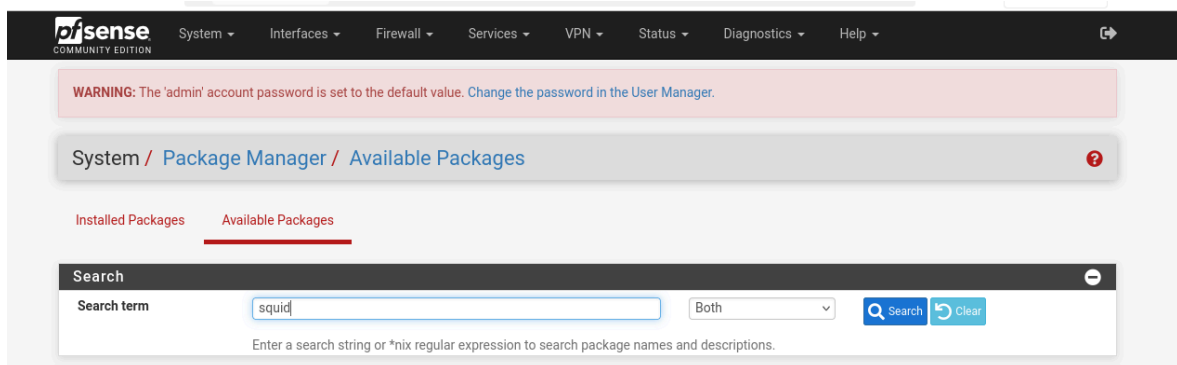 pfsense System Interfaces Firewall Services VPN Status Diagnostics Help
COMMUNITY EDITION
WARNING: The 'admin' account password is set to the default value. Change the password in the User Manager.
System / Package Manager / Available Packages
Installed Packages Available Packages
Search
Search term squid Both Search Clear
Enter a search string or *nix regular expression to search package names and descriptions.